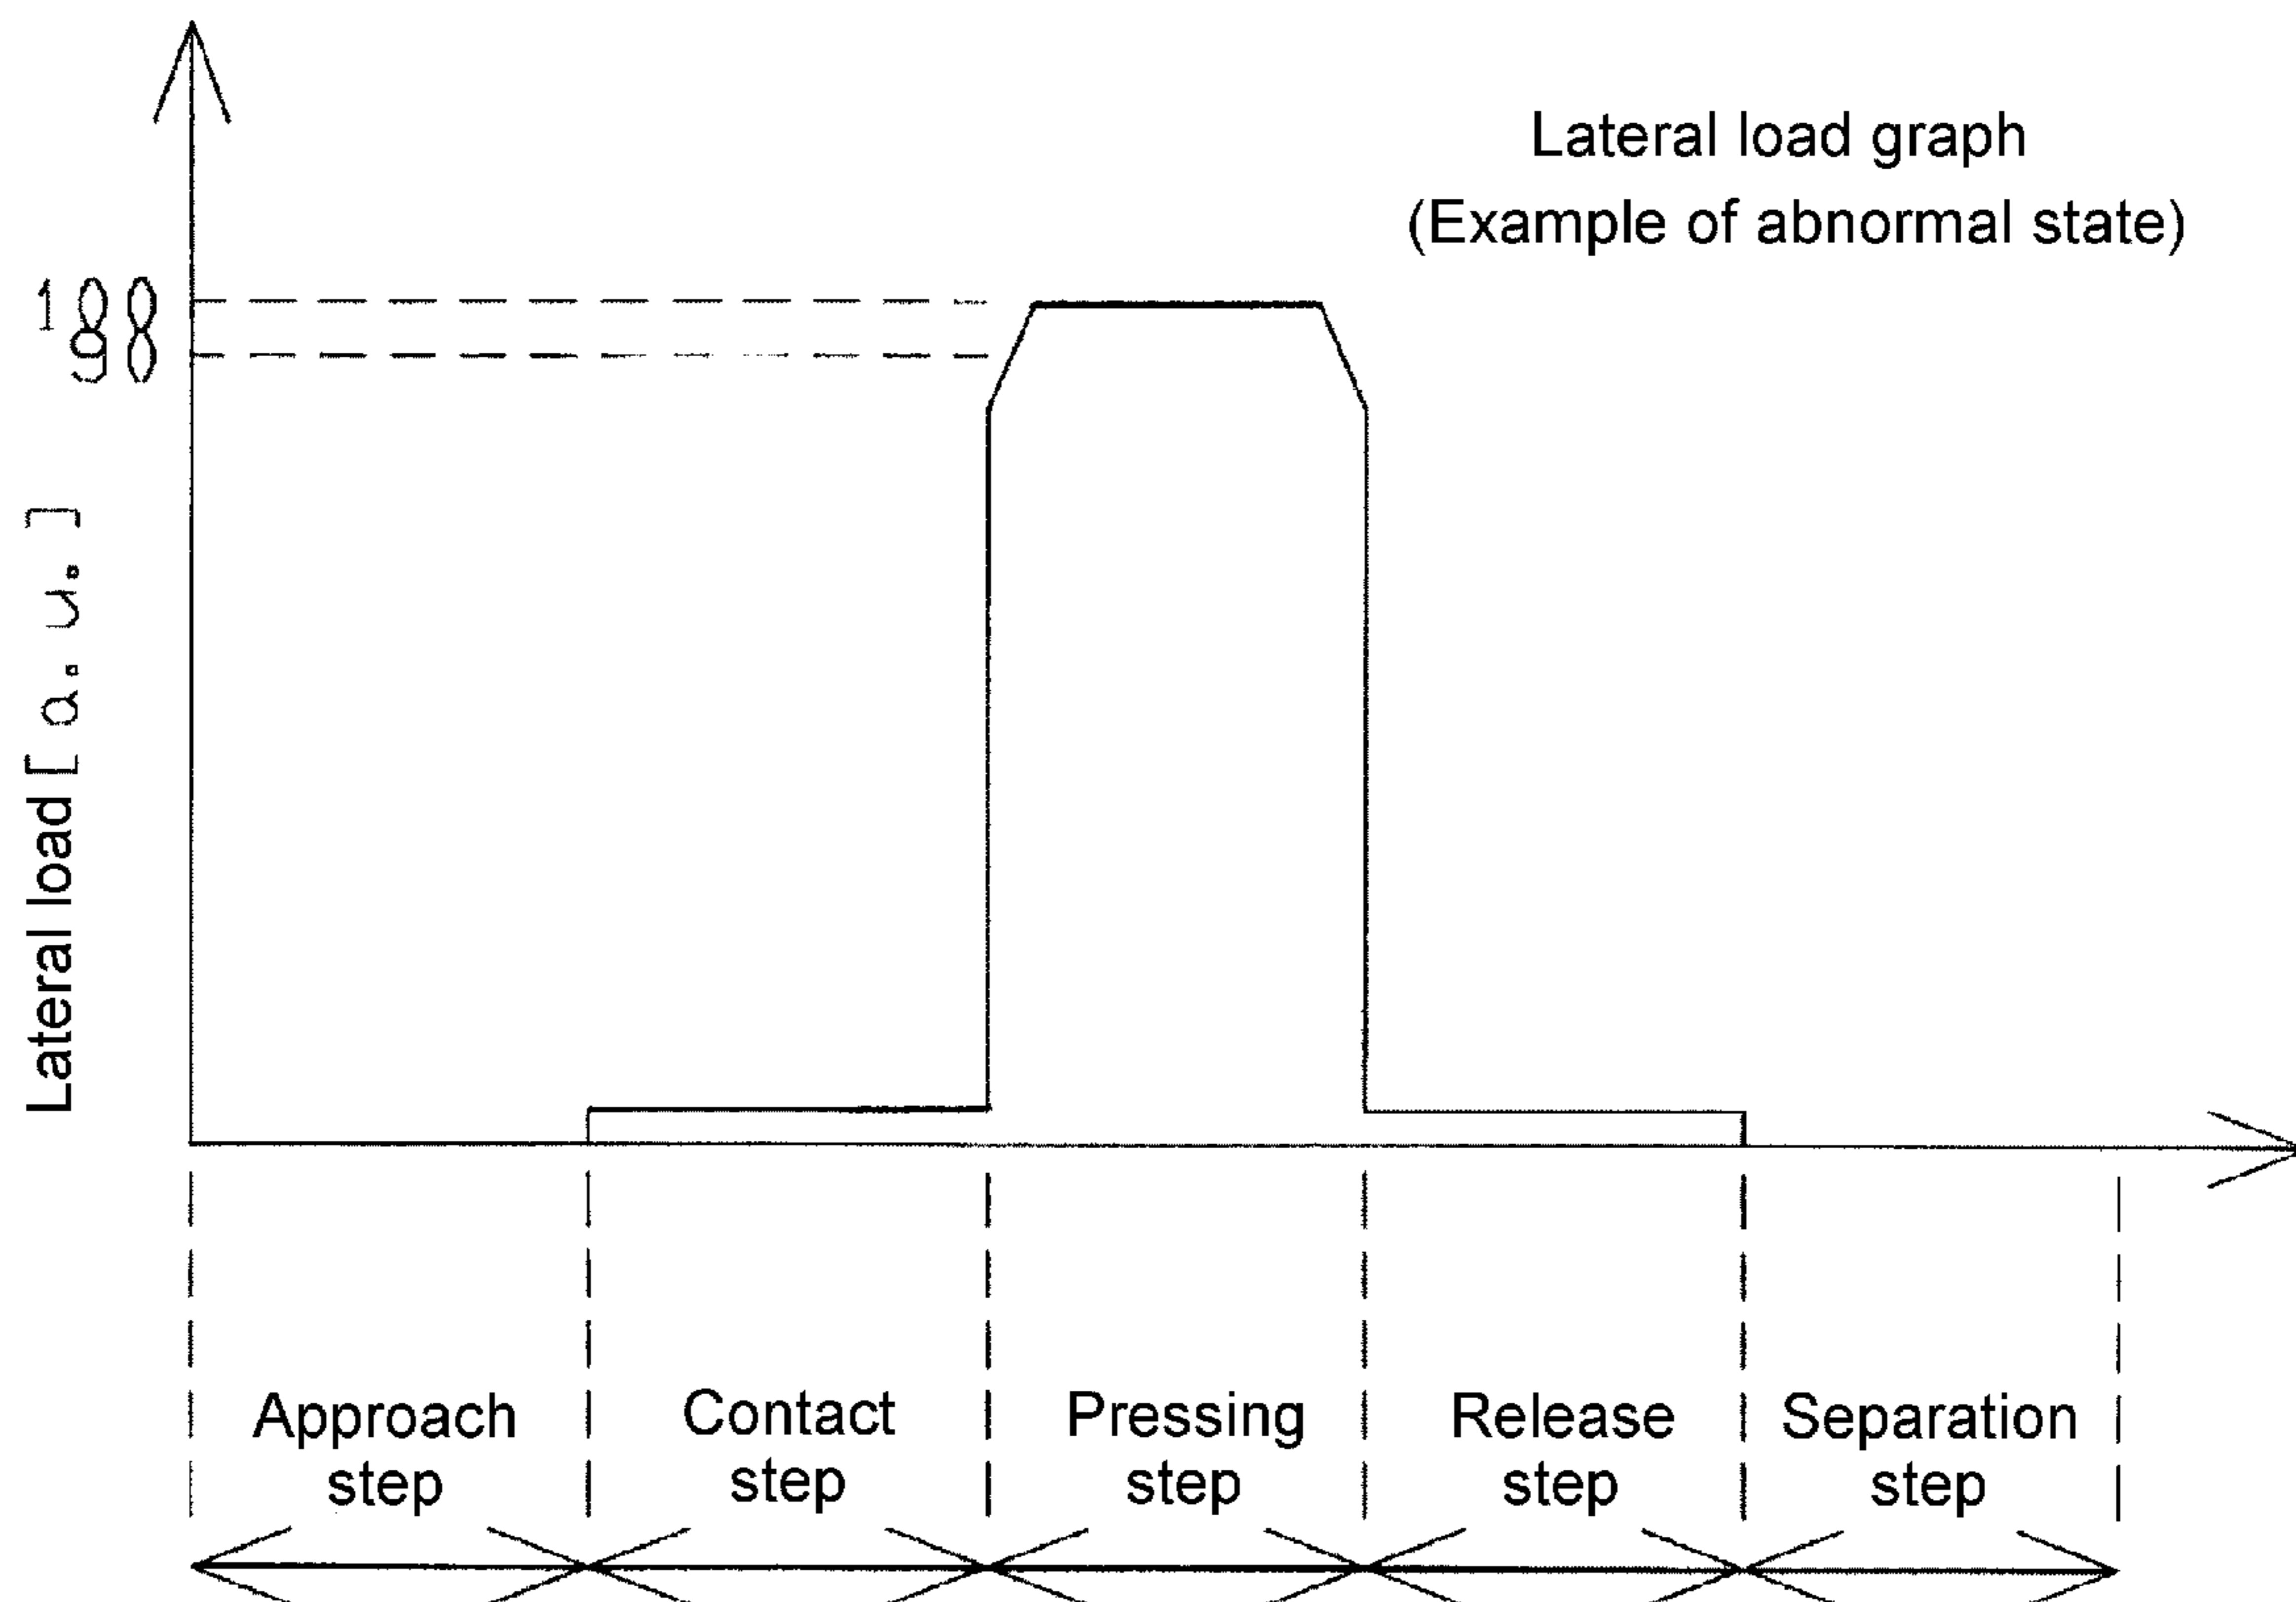 Lateral load graph
(Example of abnormal state)
100
90
Lateral load [a.u.]
Approach
step
Contact
step
Pressing
step
Release
step
Separation
step